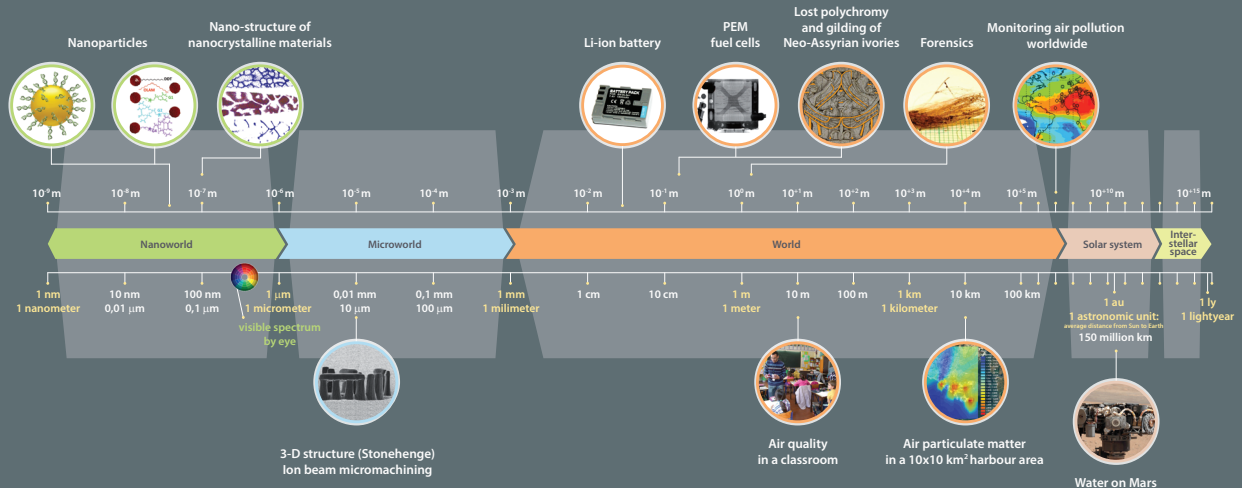 Nanoparticles
Nano-structure of
nanocrystalline materials
Li-ion battery
PEM
fuel cells
Lost polychromy
and gilding of
Neo-Assyrian ivories
Forensics
Monitoring air pollution
worldwide
BATTERY PACK
10⁻⁹ m
10⁻⁸ m
10⁻⁷ m
10⁻⁶ m
10⁻⁵ m
10⁻⁴ m
10⁻³ m
10⁻² m
10⁻¹ m
10⁰ m
10⁺¹ m
10⁺² m
10⁺³ m
10⁺⁴ m
10⁺⁵ m
10⁺¹⁰ m
10⁺¹⁵ m
Nanoworld
Microworld
World
Solar system
Inter-
stellar
space
1 nm
1 nanometer
10 nm
0,01 μm
100 nm
0,1 μm
1 μm
1 micrometer
visible spectrum
by eye
0,01 mm
10 μm
0,1 mm
100 μm
1 mm
1 milimeter
1 cm
10 cm
1 m
1 meter
10 m
100 m
1 km
1 kilometer
10 km
100 km
1 au
1 astronomic unit:
average distance from Sun to Earth
150 million km
1 ly
1 lightyear
3-D structure (Stonehenge)
Ion beam micromachining
Air quality
in a classroom
Air particulate matter
in a 10x10 km² harbour area
Water on Mars